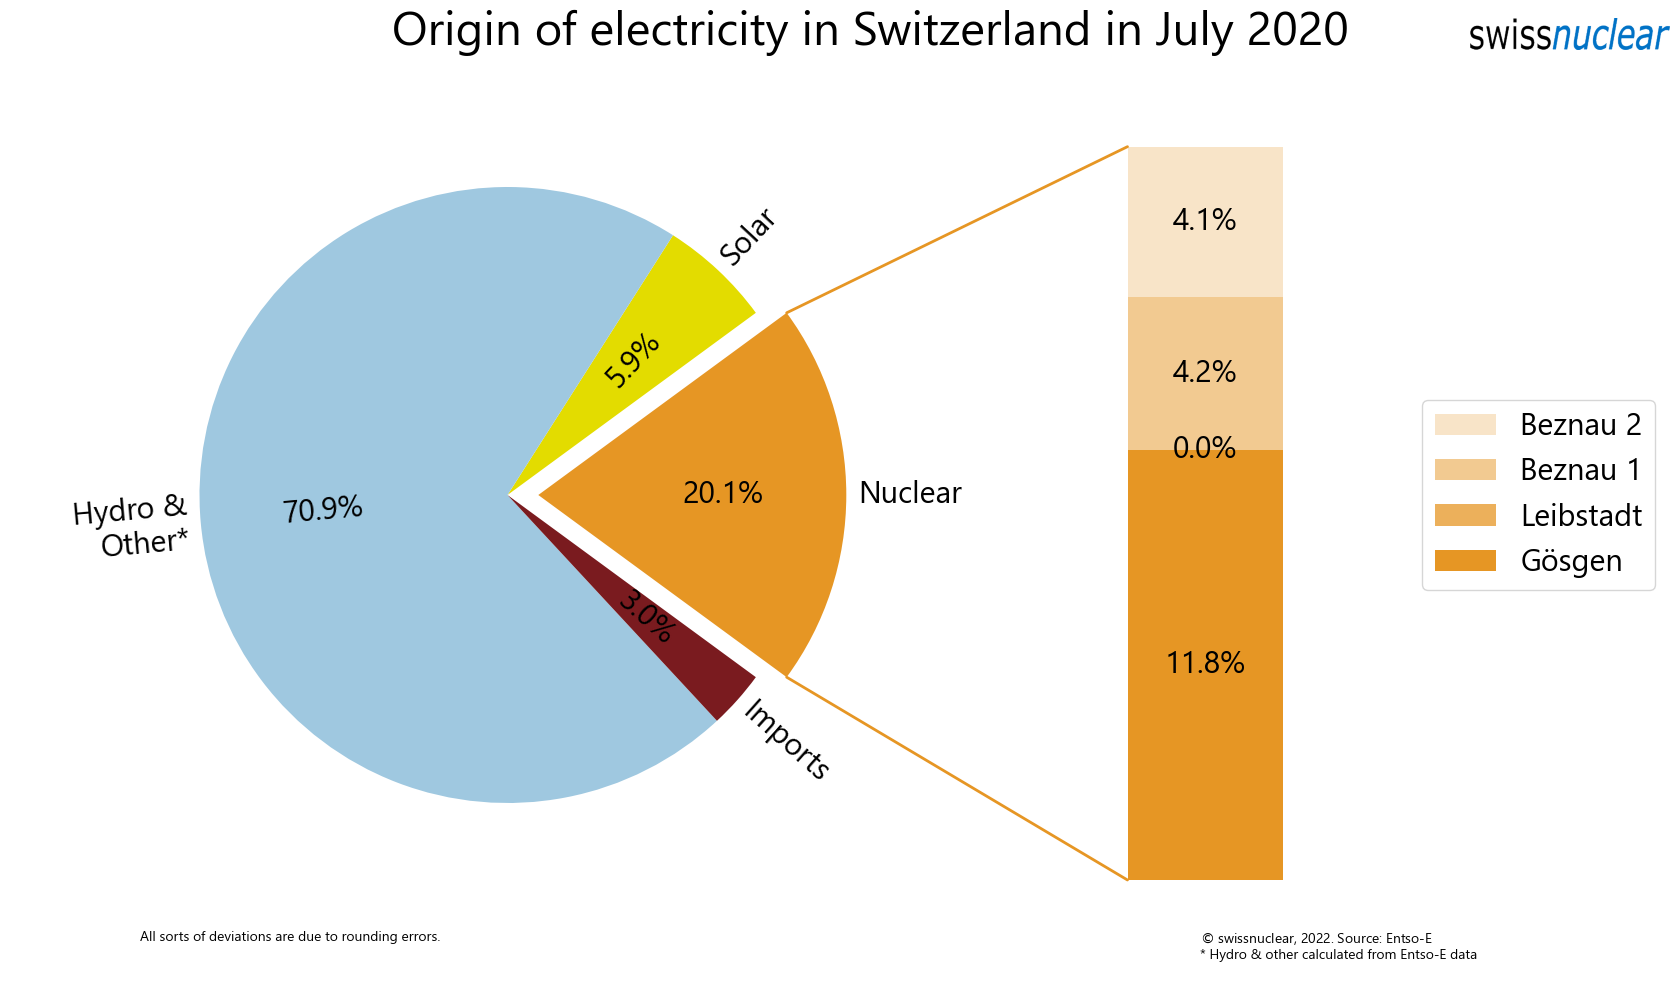 Origin of electricity in Switzerland in July 2020
swissnuclear
Solar
5.9%
Hydro &
Other*
70.9%
20.1%
Nuclear
3.0%
Imports
4.1%
4.2%
0.0%
11.8%
Beznau 2
Beznau 1
Leibstadt
Gösgen
All sorts of deviations are due to rounding errors.
© swissnuclear, 2022. Source: Entso-E
* Hydro & other calculated from Entso-E data